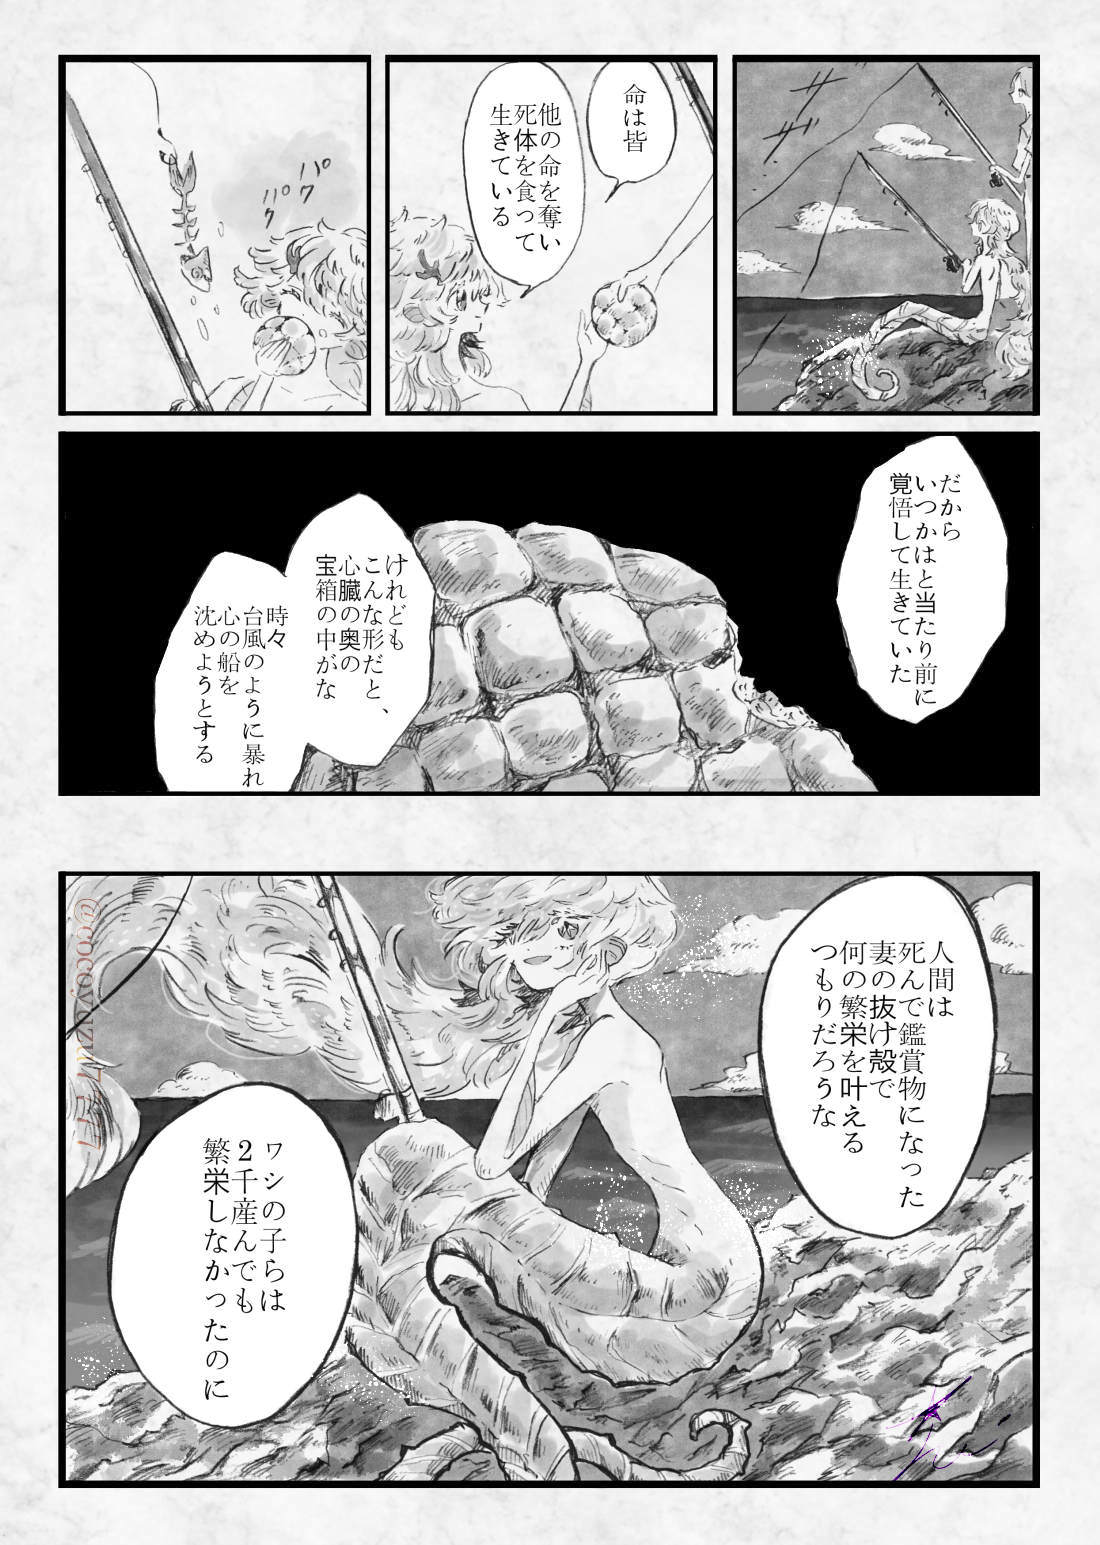 命は皆
他の命を奪い
死体を食って
生きている
パク
パク
だから
いつかはと当たり前に
覚悟して生きていた
けれども
こんな形だと、
心臓の奥の
宝箱の中がな
時々
台風のように暴れ
心の船を
沈めようとする
人間は
死んで鑑賞物になった
妻の抜け殻で
何の繁栄を叶える
つもりだろうな
ワシの子らは
2千産んでも
繁栄しなかったのに